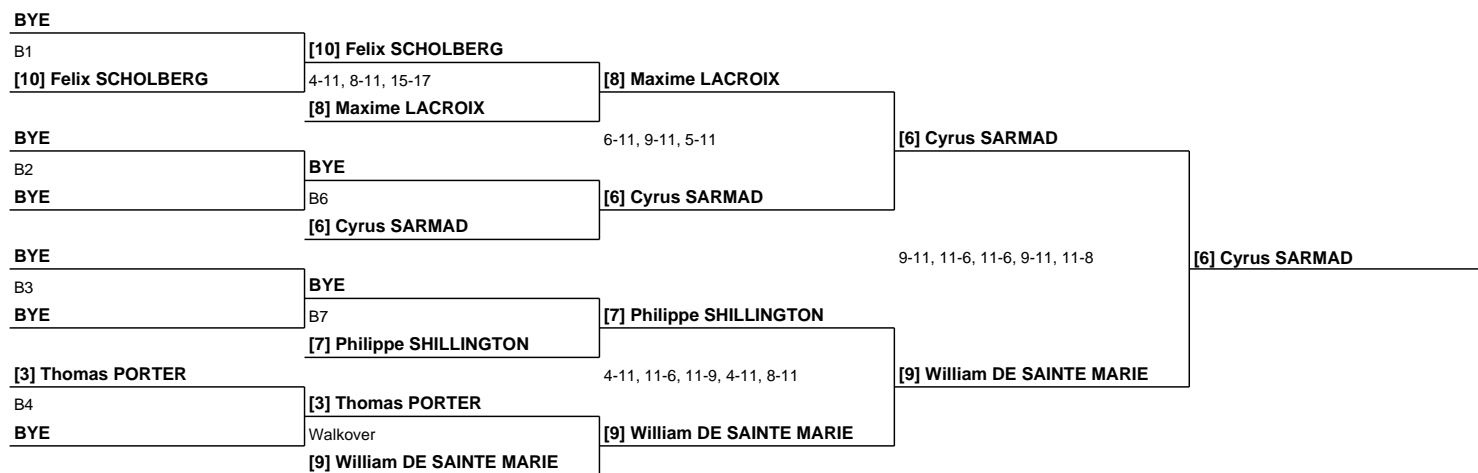 BYE
B1
[10] Felix SCHOLBERG
[10] Felix SCHOLBERG
4-11, 8-11, 15-17
[8] Maxime LACROIX
[8] Maxime LACROIX
6-11, 9-11, 5-11
BYE
B2
BYE
BYE
B6
[6] Cyrus SARMAD
[6] Cyrus SARMAD
[6] Cyrus SARMAD
9-11, 11-6, 11-6, 9-11, 11-8
[6] Cyrus SARMAD
BYE
B3
BYE
BYE
B7
[7] Philippe SHILLINGTON
[7] Philippe SHILLINGTON
4-11, 11-6, 11-9, 4-11, 8-11
[9] William DE SAINTE MARIE
[3] Thomas PORTER
B4
BYE
[3] Thomas PORTER
Walkover
[9] William DE SAINTE MARIE
[9] William DE SAINTE MARIE